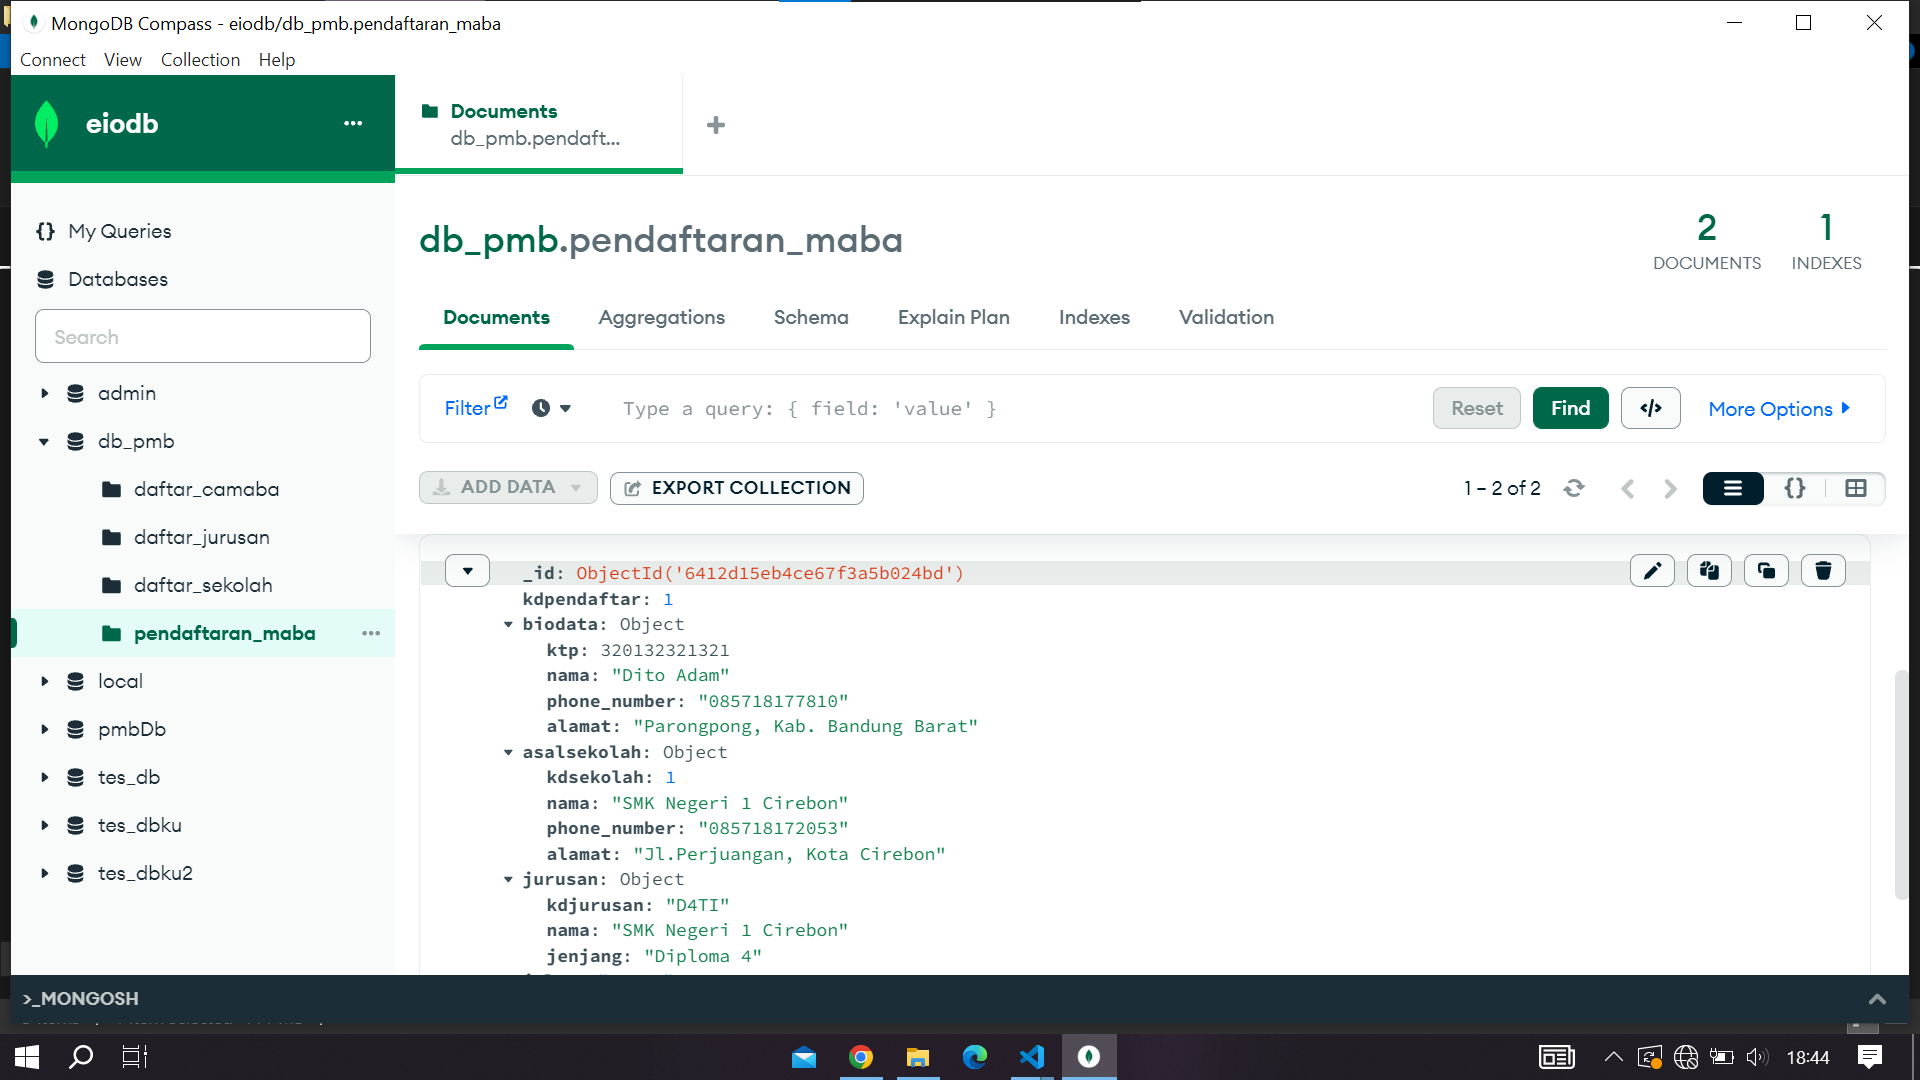 MongoDB Compass - eiodb/db_pmb.pendaftaran_maba
Connect View Collection Help
eiodb
Documents
db_pmb.pendaft...
My Queries
Databases
Search
admin
db_pmb
daftar_camaba
daftar_jurusan
daftar_sekolah
pendaftaran_maba
local
pmbDb
tes_db
tes_dbku
tes_dbku2
db_pmb.pendaftaran_maba
2
DOCUMENTS
1
INDEXES
Documents Aggregations Schema Explain Plan Indexes Validation
Filter Type a query: { field: 'value' } Reset Find </> More Options
ADD DATA EXPORT COLLECTION 1 – 2 of 2 {}
_id: ObjectId('6412d15eb4ce67f3a5b024bd')
kdpendaftar: 1
biodata: Object
ktp: 320132321321
nama: "Dito Adam"
phone_number: "085718177810"
alamat: "Parongpong, Kab. Bandung Barat"
asalsekolah: Object
kdsekolah: 1
nama: "SMK Negeri 1 Cirebon"
phone_number: "085718172053"
alamat: "Jl.Perjuangan, Kota Cirebon"
jurusan: Object
kdjurusan: "D4TI"
nama: "SMK Negeri 1 Cirebon"
jenjang: "Diploma 4"
>_MONGOSH
18:44